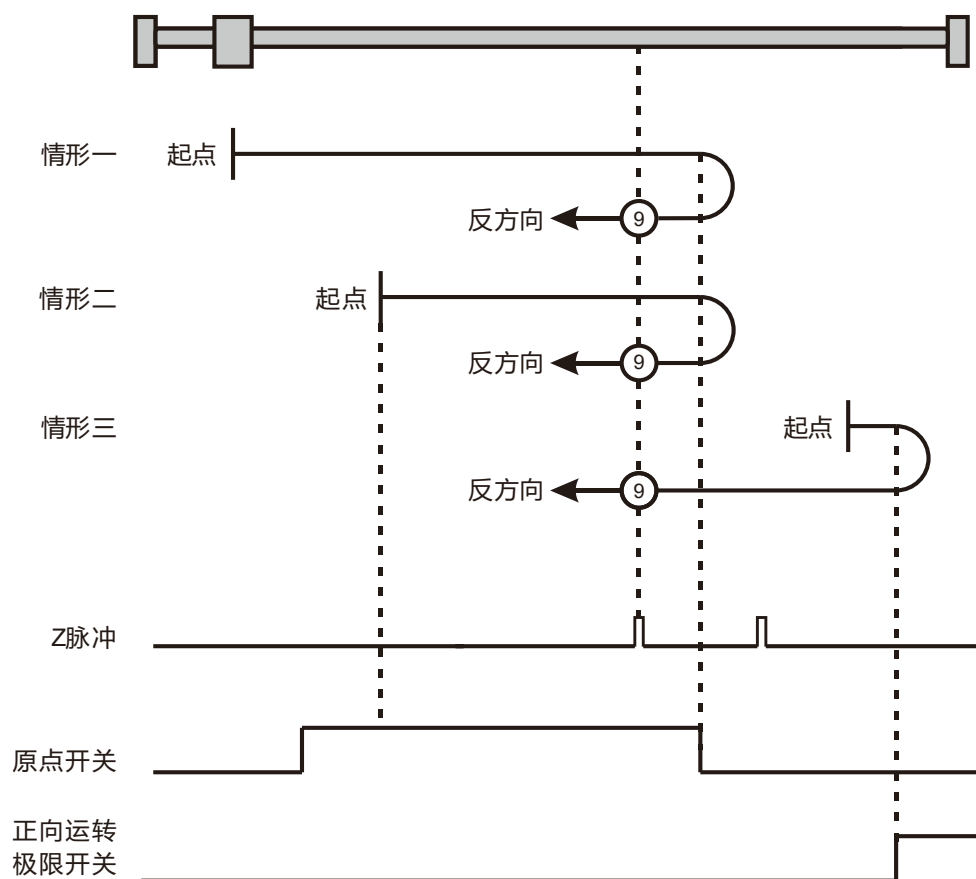 情形一 起点
反方向 9
情形二 起点
反方向 9
情形三 起点
反方向 9
Z脉冲
原点开关
正向运转
极限开关